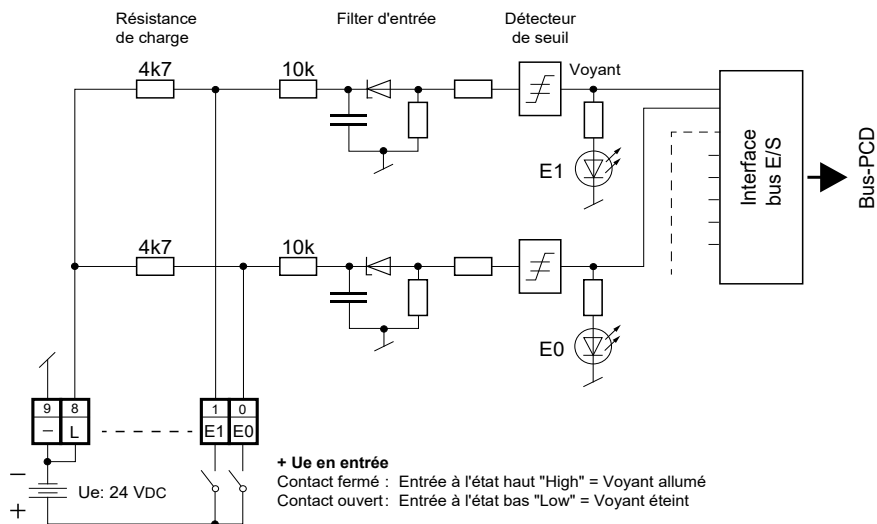 Résistance
de charge
Filter d'entrée
Détecteur
de seuil
4k7
10k
Voyant
E1
Interface
bus E/S
Bus-PCD
4k7
10k
E0
9
8
1
0
–
L
E1
E0
–
+
Ue: 24 VDC
+ Ue en entrée
Contact fermé : Entrée à l'état haut "High" = Voyant allumé
Contact ouvert: Entrée à l'état bas "Low" = Voyant éteint